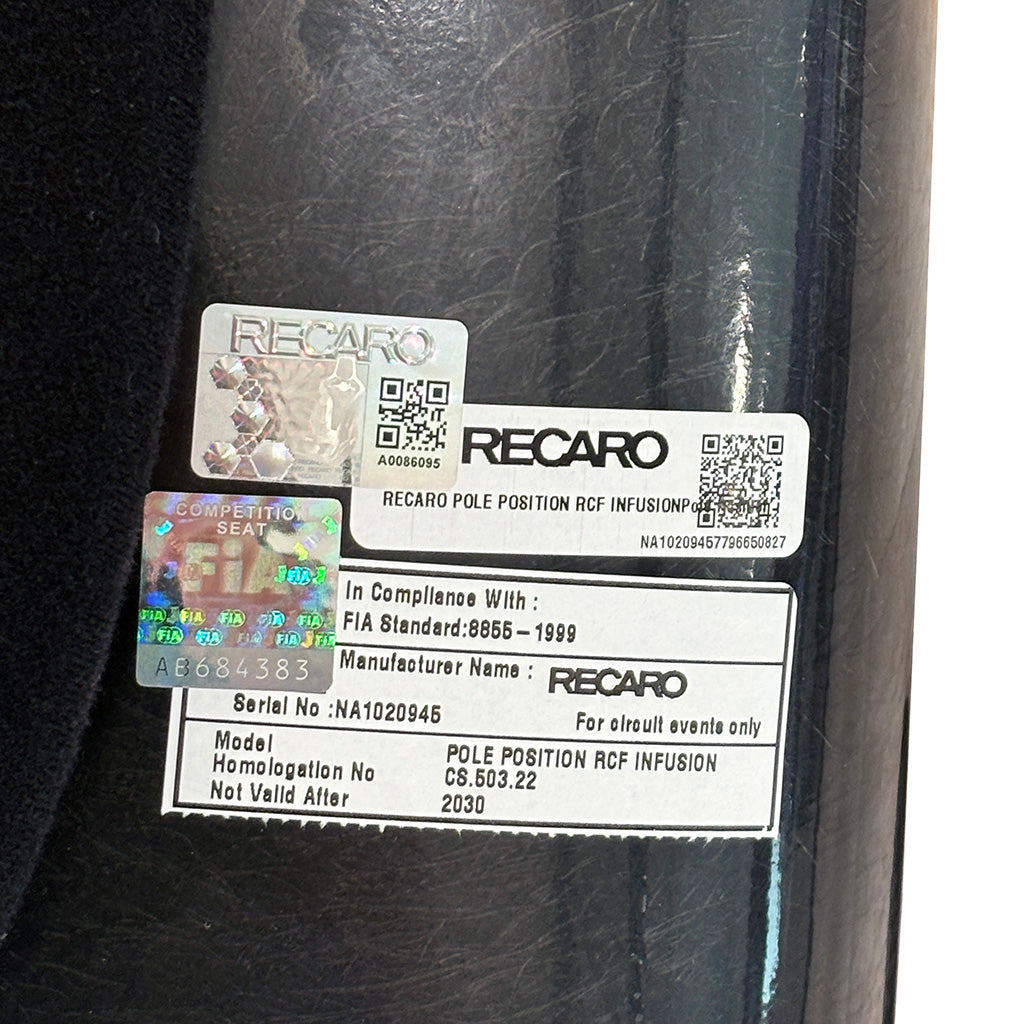 RECARO
A0086095
RECARO
RECARO POLE POSITION RCF INFUSION
NA10209457796650827
COMPETITION
SEAT
FiA
AB684383
In Compliance With :
FIA Standard:8855-1999
Manufacturer Name : RECARO
Serial No :NA1020945
For circuit events only
Model POLE POSITION RCF INFUSION
Homologation No CS.503.22
Not Valid After 2030